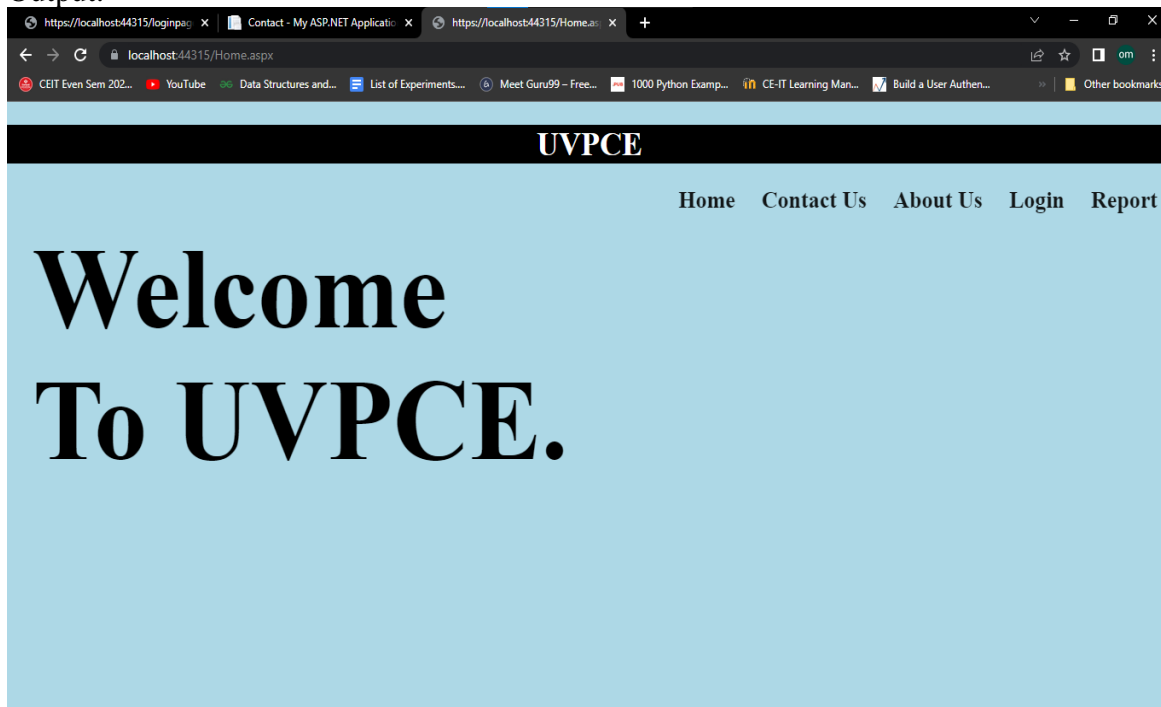 Output:
https://localhost:44315/loginpag
Contact - My ASP.NET Applicatio
https://localhost:44315/Home.as
localhost:44315/Home.aspx
om
CEIT Even Sem 202...
YouTube
Data Structures and...
List of Experiments....
Meet Guru99 – Free...
1000 Python Examp...
CE-IT Learning Man...
Build a User Authen...
»
Other bookmarks
UVPCE
Home Contact Us About Us Login Report
Welcome
To UVPCE.